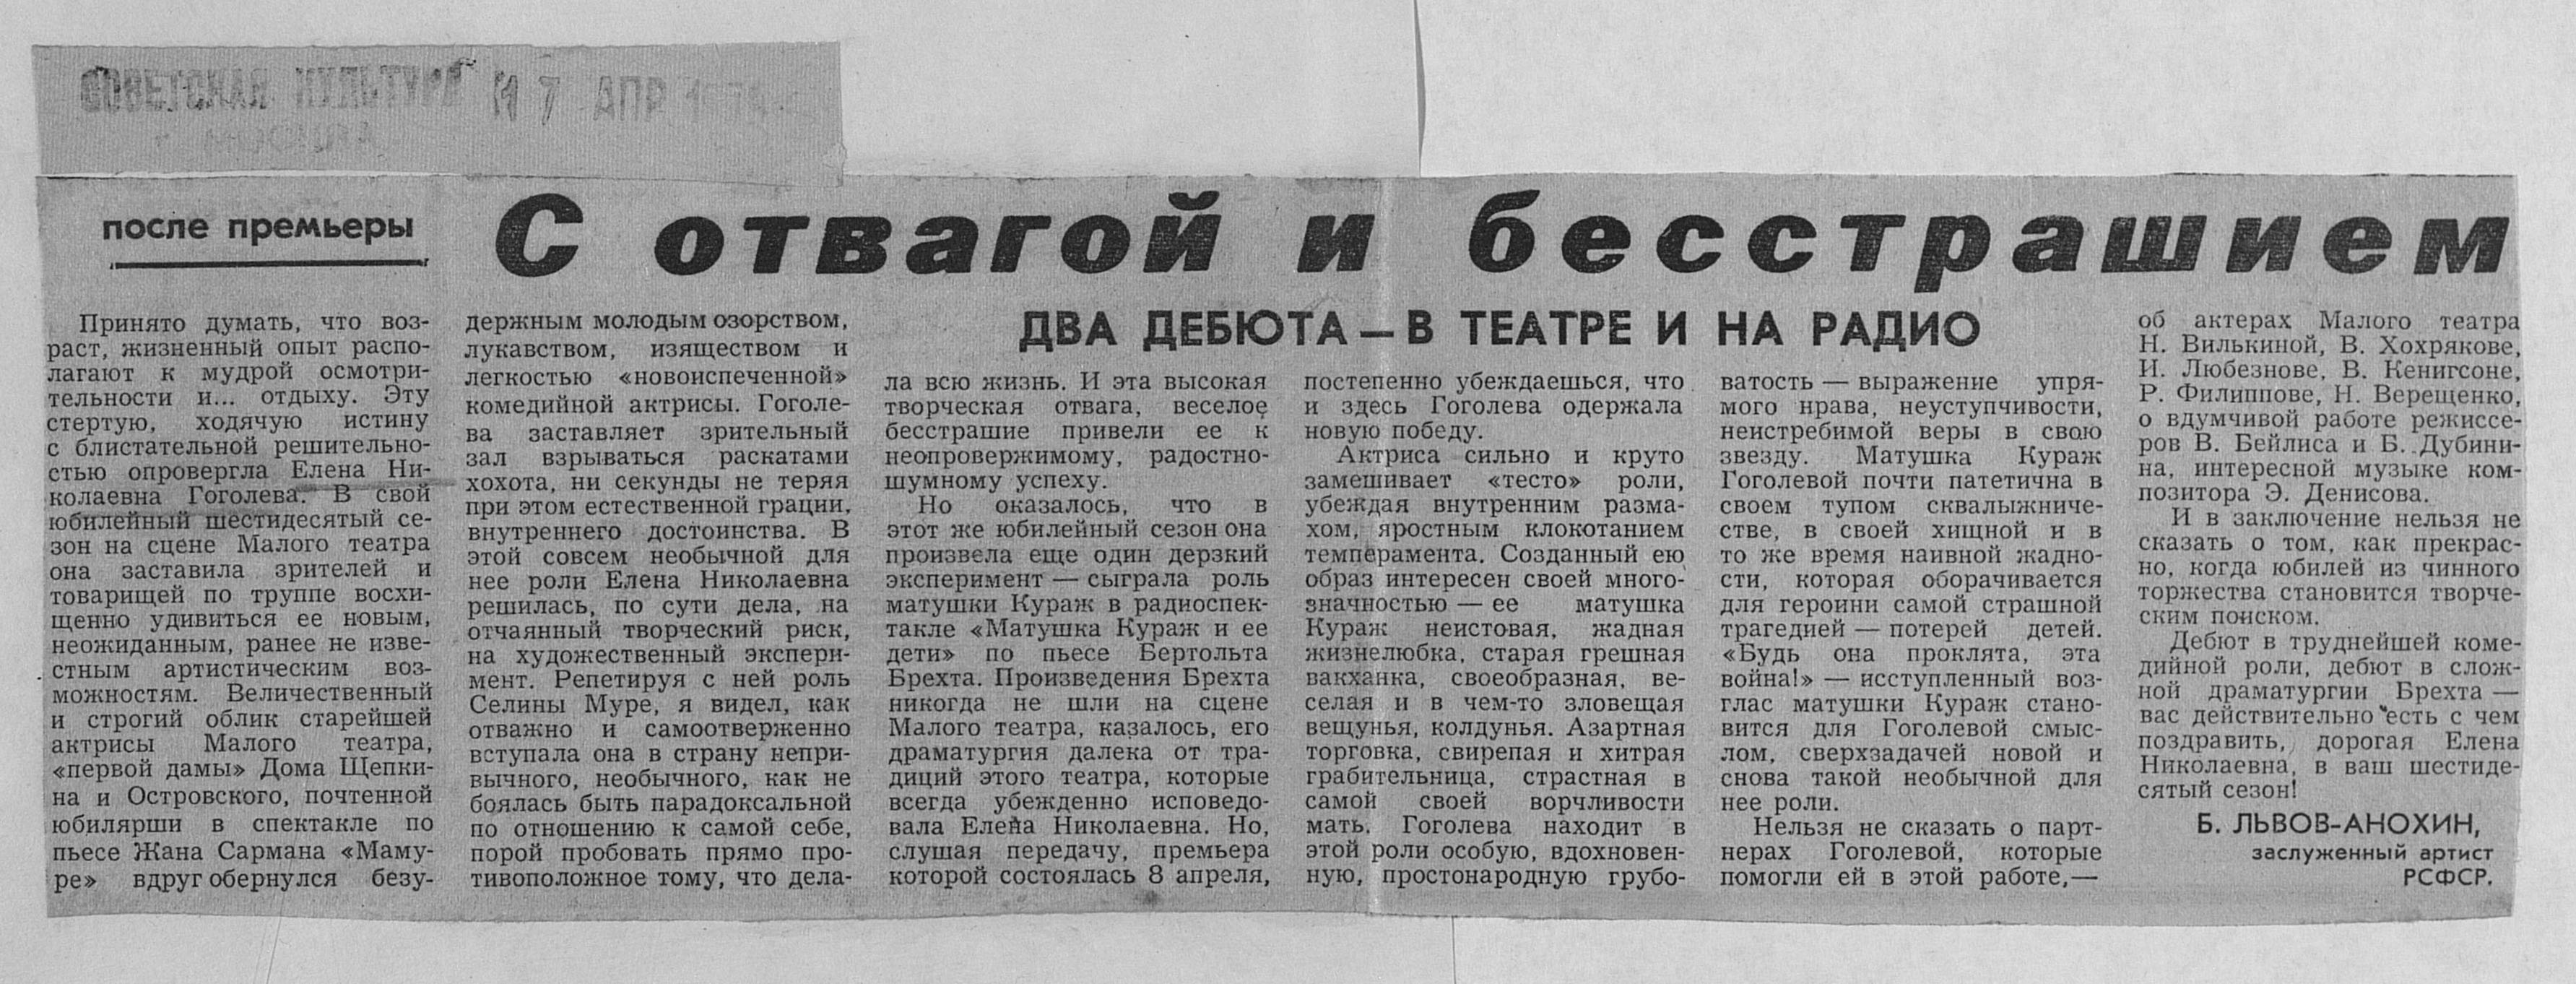 СОВЕТСКАЯ КУЛЬТУРА 17 АПР
г. МОСКВА
после премьеры
С отвагой и бесстрашием
ДВА ДЕБЮТА — В ТЕАТРЕ И НА РАДИО
Принято думать, что воз-
раст, жизненный опыт распо-
лагают к мудрой осмотри-
тельности и... отдыху. Эту
стертую, ходячую истину
с блистательной решительно-
стью опровергла Елена Ни-
колаевна Гоголева. В свой
юбилейный шестидесятый се-
зон на сцене Малого театра
она заставила зрителей и
товарищей по труппе восхи-
щенно удивиться ее новым,
неожиданным, ранее не изве-
стным артистическим воз-
можностям. Величественный
и строгий облик старейшей
актрисы Малого театра,
«первой дамы» Дома Щепки-
на и Островского, почтенной
юбилярши в спектакле по
пьесе Жана Сармана «Маму-
ре» вдруг обернулся безу-
держным молодым озорством,
лукавством, изяществом и
легкостью «новоиспеченной»
комедийной актрисы. Гоголе-
ва заставляет зрительный
зал взрываться раскатами
хохота, ни секунды не теряя
при этом естественной грации,
внутреннего достоинства. В
этой совсем необычной для
нее роли Елена Николаевна
решилась, по сути дела, на
отчаянный творческий риск,
на художественный экспери-
мент. Репетируя с ней роль
Селины Муре, я видел, как
отважно и самоотверженно
вступала она в страну непри-
вычного, необычного, как не
боялась быть парадоксальной
по отношению к самой себе,
порой пробовать прямо про-
тивоположное тому, что дела-
ла всю жизнь. И эта высокая
творческая отвага, веселое
бесстрашие привели ее к
неопровержимому, радостно-
шумному успеху.
Но оказалось, что в
этот же юбилейный сезон она
произвела еще один дерзкий
эксперимент — сыграла роль
матушки Кураж в радиоспек-
такле «Матушка Кураж и ее
дети» по пьесе Бертольта
Брехта. Произведения Брехта
никогда не шли на сцене
Малого театра, казалось, его
драматургия далека от тра-
диций этого театра, которые
всегда убежденно исповедо-
вала Елена Николаевна. Но,
слушая передачу, премьера
которой состоялась 8 апреля,
постепенно убеждаешься, что
и здесь Гоголева одержала
новую победу.
Актриса сильно и круто
замешивает «тесто» роли,
убеждая внутренним разма-
хом, яростным клокотанием
темперамента. Созданный ею
образ интересен своей много-
значностью — ее матушка
Кураж неистовая, жадная
жизнелюбка, старая грешная
вакханка, своеобразная, ве-
селая и в чем-то зловещая
вещунья, колдунья. Азартная
торговка, свирепая и хитрая
грабительница, страстная в
самой своей ворчливости
мать. Гоголева находит в
этой роли особую, вдохновен-
ную, простонародную грубо-
ватость — выражение упря-
мого нрава, неуступчивости,
неистребимой веры в свою
звезду. Матушка Кураж
Гоголевой почти патетична в
своем тупом сквалыжниче-
стве, в своей хищной и в
то же время наивной жадно-
сти, которая оборачивается
для героини самой страшной
трагедией — потерей детей.
«Будь она проклята, эта
война!» — исступленный воз-
глас матушки Кураж стано-
вится для Гоголевой смыс-
лом, сверхзадачей новой и
снова такой необычной для
нее роли.
Нельзя не сказать о парт-
нерах Гоголевой, которые
помогли ей в этой работе,—
об актерах Малого театра
Н. Вилькиной, В. Хохрякове,
И. Любезнове, В. Кенигсоне,
Р. Филиппове, Н. Верещенко,
о вдумчивой работе режиссе-
ров В. Бейлиса и Б. Дубини-
на, интересной музыке ком-
позитора Э. Денисова.
И в заключение нельзя не
сказать о том, как прекрас-
но, когда юбилей из чинного
торжества становится творче-
ским поиском.
Дебют в труднейшей коме-
дийной роли, дебют в слож-
ной драматургии Брехта —
вас действительно есть с чем
поздравить, дорогая Елена
Николаевна, в ваш шестиде-
сятый сезон!
Б. ЛЬВОВ-АНОХИН,
заслуженный артист
РСФСР.